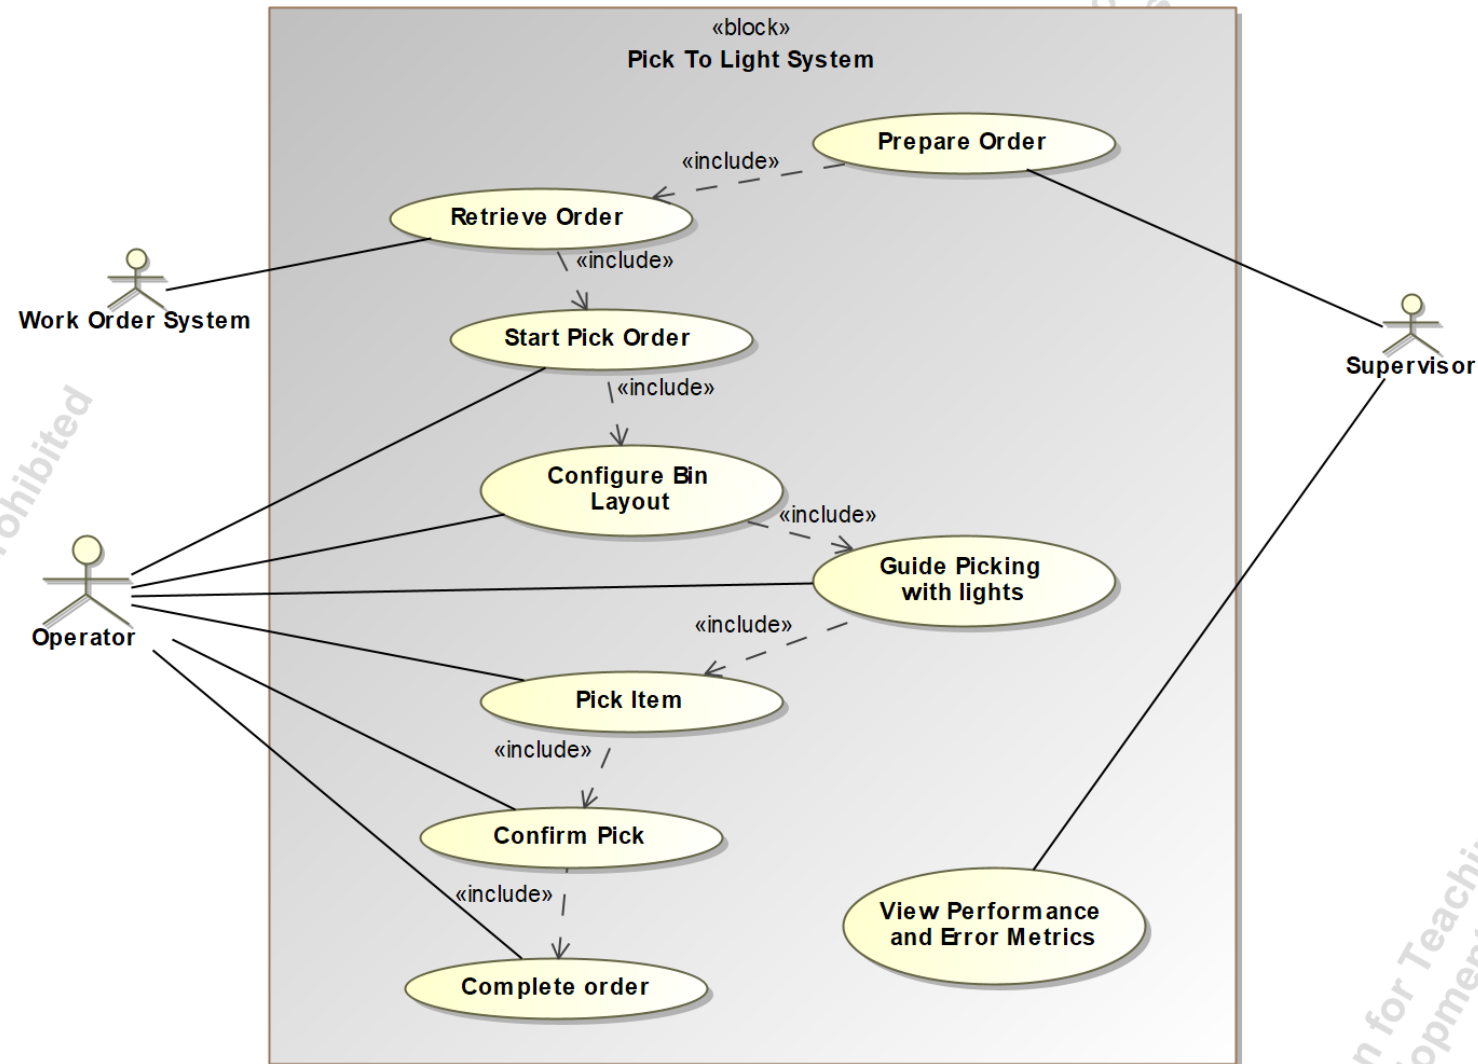 «block»
Pick To Light System
Prepare Order
«include»
Retrieve Order
«include»
Work Order System
Start Pick Order
Supervisor
«include»
Configure Bin
Layout
«include»
Guide Picking
with lights
Operator
«include»
Pick Item
«include»
Confirm Pick
«include»
View Performance
and Error Metrics
Complete order
for Teaching